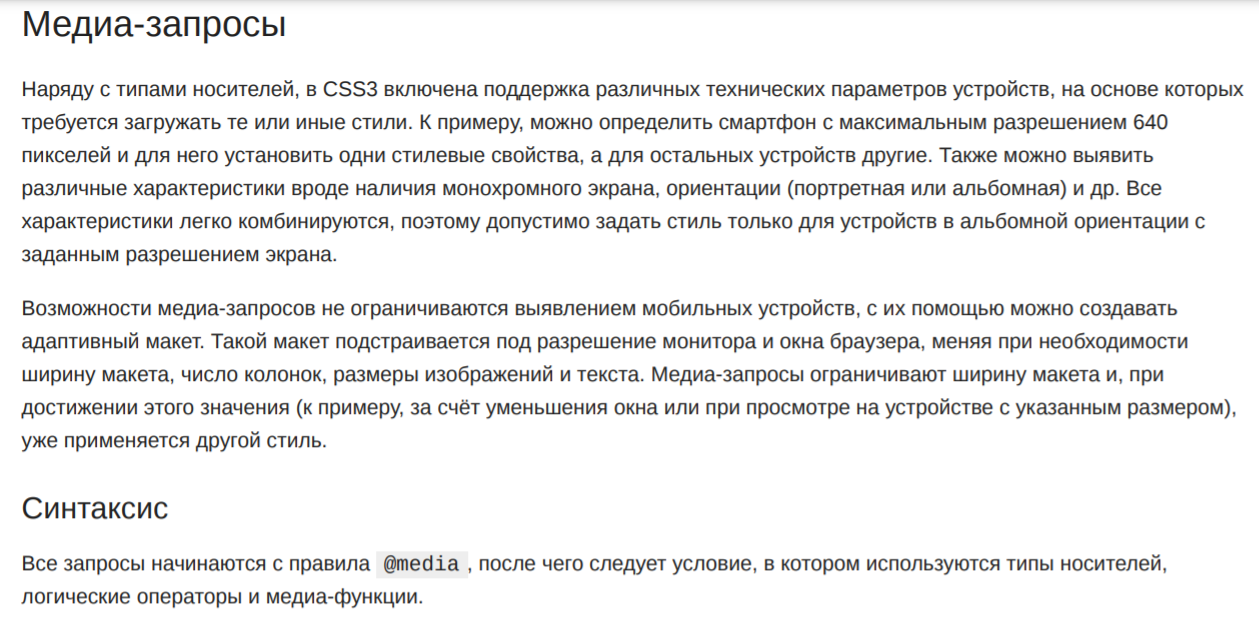 Медиа-запросы
Наряду с типами носителей, в CSS3 включена поддержка различных технических параметров устройств, на основе которых
требуется загружать те или иные стили. К примеру, можно определить смартфон с максимальным разрешением 640
пикселей и для него установить одни стилевые свойства, а для остальных устройств другие. Также можно выявить
различные характеристики вроде наличия монохромного экрана, ориентации (портретная или альбомная) и др. Все
характеристики легко комбинируются, поэтому допустимо задать стиль только для устройств в альбомной ориентации с
заданным разрешением экрана.
Возможности медиа-запросов не ограничиваются выявлением мобильных устройств, с их помощью можно создавать
адаптивный макет. Такой макет подстраивается под разрешение монитора и окна браузера, меняя при необходимости
ширину макета, число колонок, размеры изображений и текста. Медиа-запросы ограничивают ширину макета и, при
достижении этого значения (к примеру, за счёт уменьшения окна или при просмотре на устройстве с указанным размером),
уже применяется другой стиль.
Синтаксис
Все запросы начинаются с правила @media , после чего следует условие, в котором используются типы носителей,
логические операторы и медиа-функции.